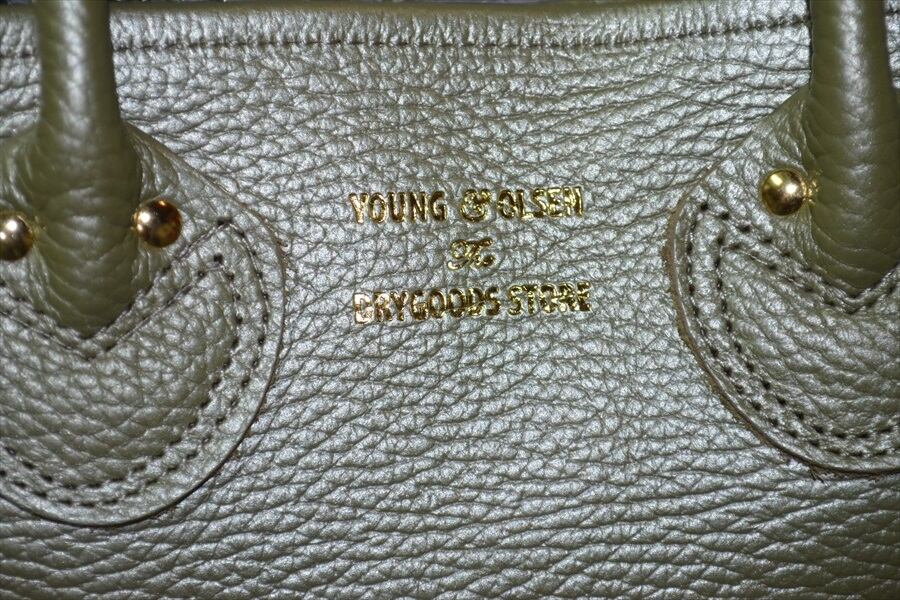 YOUNG & OLSEN
The
DRYGOODS STORE